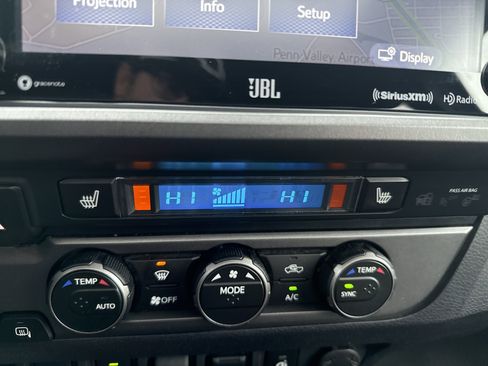 Projection Info Setup
Penn Valley Airport
Display
gracenote JBL ((SiriusXM)) HD Radio
HI HI
PASS AIR BAG
TEMP AUTO OFF MODE A/C TEMP SYNC